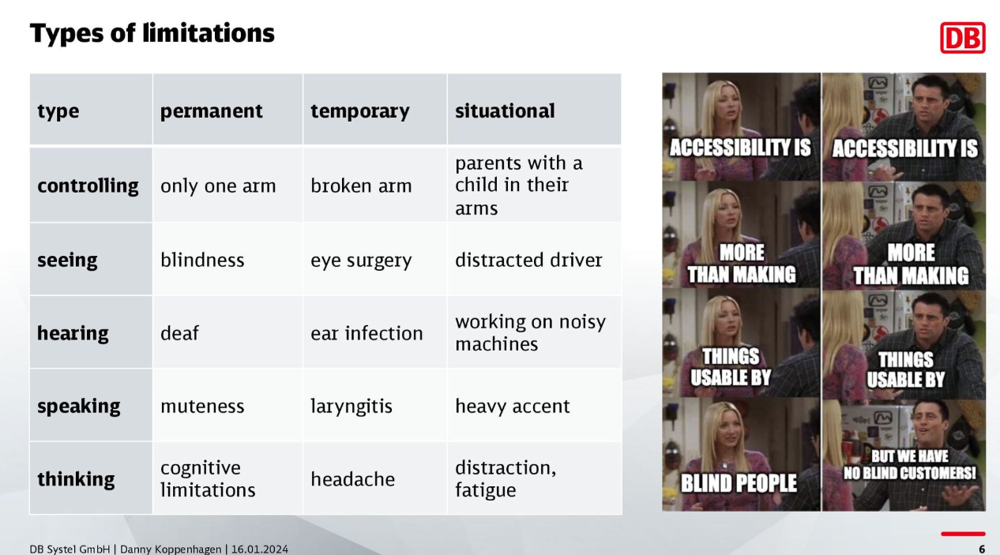 Types of limitations
DB
type permanent temporary situational
controlling only one arm broken arm parents with a
child in their
arms
seeing blindness eye surgery distracted driver
hearing deaf ear infection working on noisy
machines
speaking muteness laryngitis heavy accent
thinking cognitive
limitations headache distraction,
fatigue
ACCESSIBILITY IS
ACCESSIBILITY IS
MORE
THAN MAKING
MORE
THAN MAKING
THINGS
USABLE BY
THINGS
USABLE BY
BLIND PEOPLE
BUT WE HAVE
NO BLIND CUSTOMERS!
DB Systel GmbH | Danny Koppenhagen | 16.01.2024
6